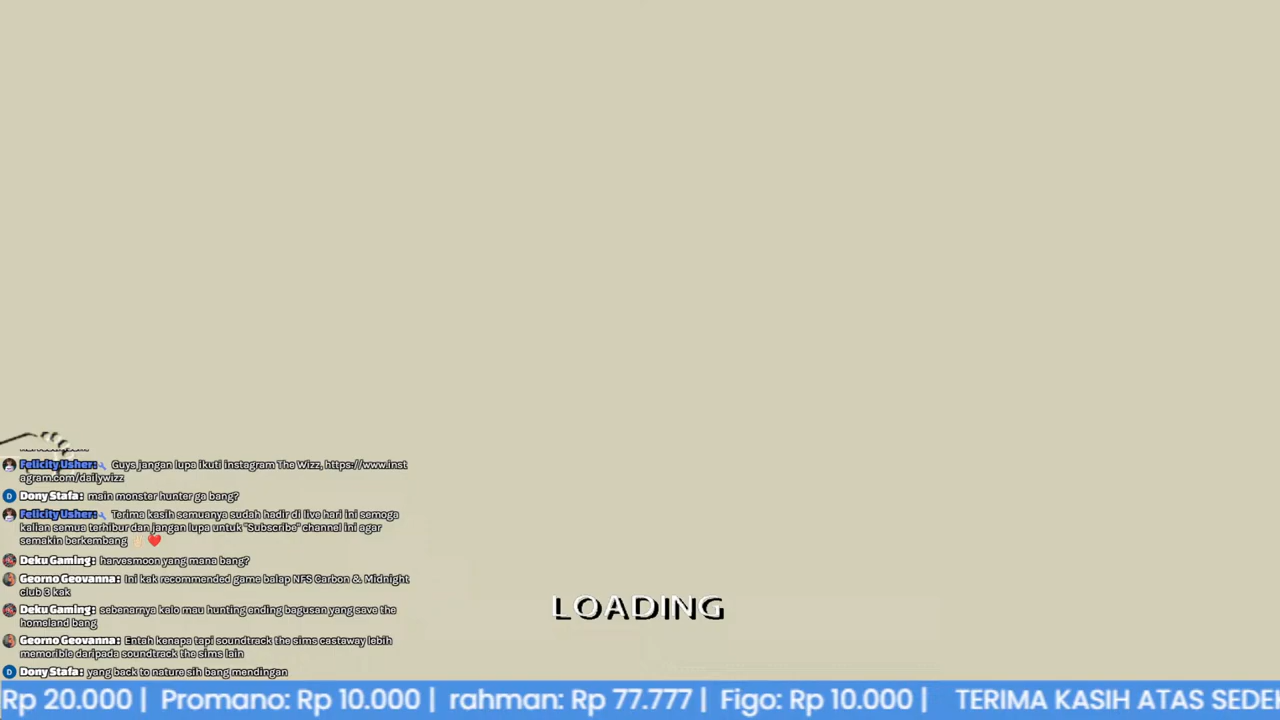 Felicity Usher: Guys jangan lupa ikuti instagram The Wizz, https://www.inst
agram.com/dailywizz
Dony Stafa: main monster hunter ga bang?
Felicity Usher: Terima kasih semuanya sudah hadir di live hari ini semoga
kalian semua terhibur dan jangan lupa untuk "Subscribe" channel ini agar
semakin berkembang 👆🏻 ❤️
Deku Gaming: harvesmoon yang mana bang?
Georno Geovanna: Ini kak recommended game balap NFS Carbon & Midnight
club 3 kak
Deku Gaming: sebenarnya kalo mau hunting ending bagusan yang save the
homeland bang
Georno Geovanna: Entah kenapa tapi soundtrack the sims castaway lebih
memorible daripada soundtrack the sims lain
Dony Stafa: yang back to nature sih bang mendingan
LOADING
Rp 20.000 | Promano: Rp 10.000 | rahman: Rp 77.777 | Figo: Rp 10.000 | TERIMA KASIH ATAS